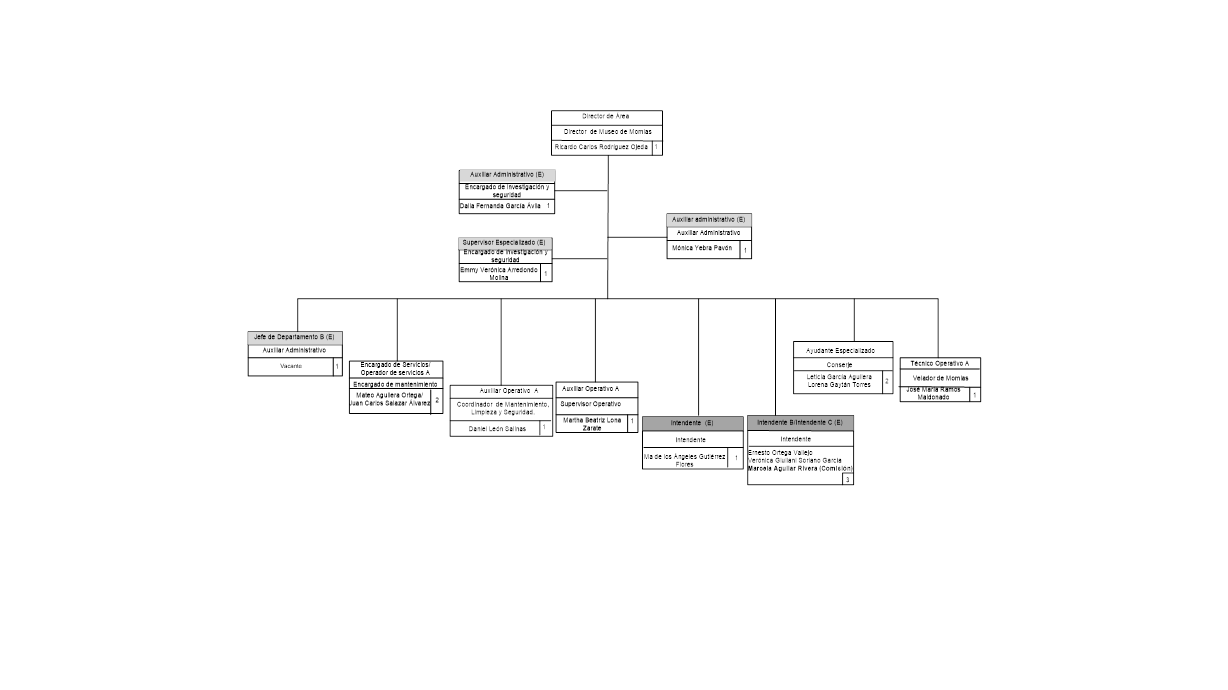 Director de Área
Director de Museo de Momias
Ricardo Carlos Rodríguez Ojeda 1
Auxiliar Administrativo (E)
Encargado de investigación y
seguridad
Dalia Fernanda García Ávila 1
Auxiliar administrativo (E)
Auxiliar Administrativo
Mónica Yebra Pavón 1
Supervisor Especializado (E)
Encargado de investigación y
seguridad
Emmy Verónica Arredondo
Molina 1
Jefe de Departamento B (E)
Auxiliar Administrativo
Vacante 1
Encargado de Servicios/
Operador de servicios A
Encargado de mantenimiento
Mateo Aguilera Ortega/
Juan Carlos Salazar Álvarez 2
Auxiliar Operativo A
Coordinador de Mantenimiento,
Limpieza y Seguridad.
Daniel León Salinas 1
Auxiliar Operativo A
Supervisor Operativo
Martha Beatriz Lona
Zarate 1
Intendente (E)
Intendente
Ma de los Ángeles Gutiérrez
Flores 1
Intendente B/Intendente C (E)
Intendente
Ernesto Ortega Vallejo
Verónica Giuliani Soriano García
Marcela Aguilar Rivera (Comisión)
3
Ayudante Especializado
Conserje
Leticia García Aguilera
Lorena Gaytán Torres 2
Técnico Operativo A
Velador de Momias
José María Ramos
Maldonado 1